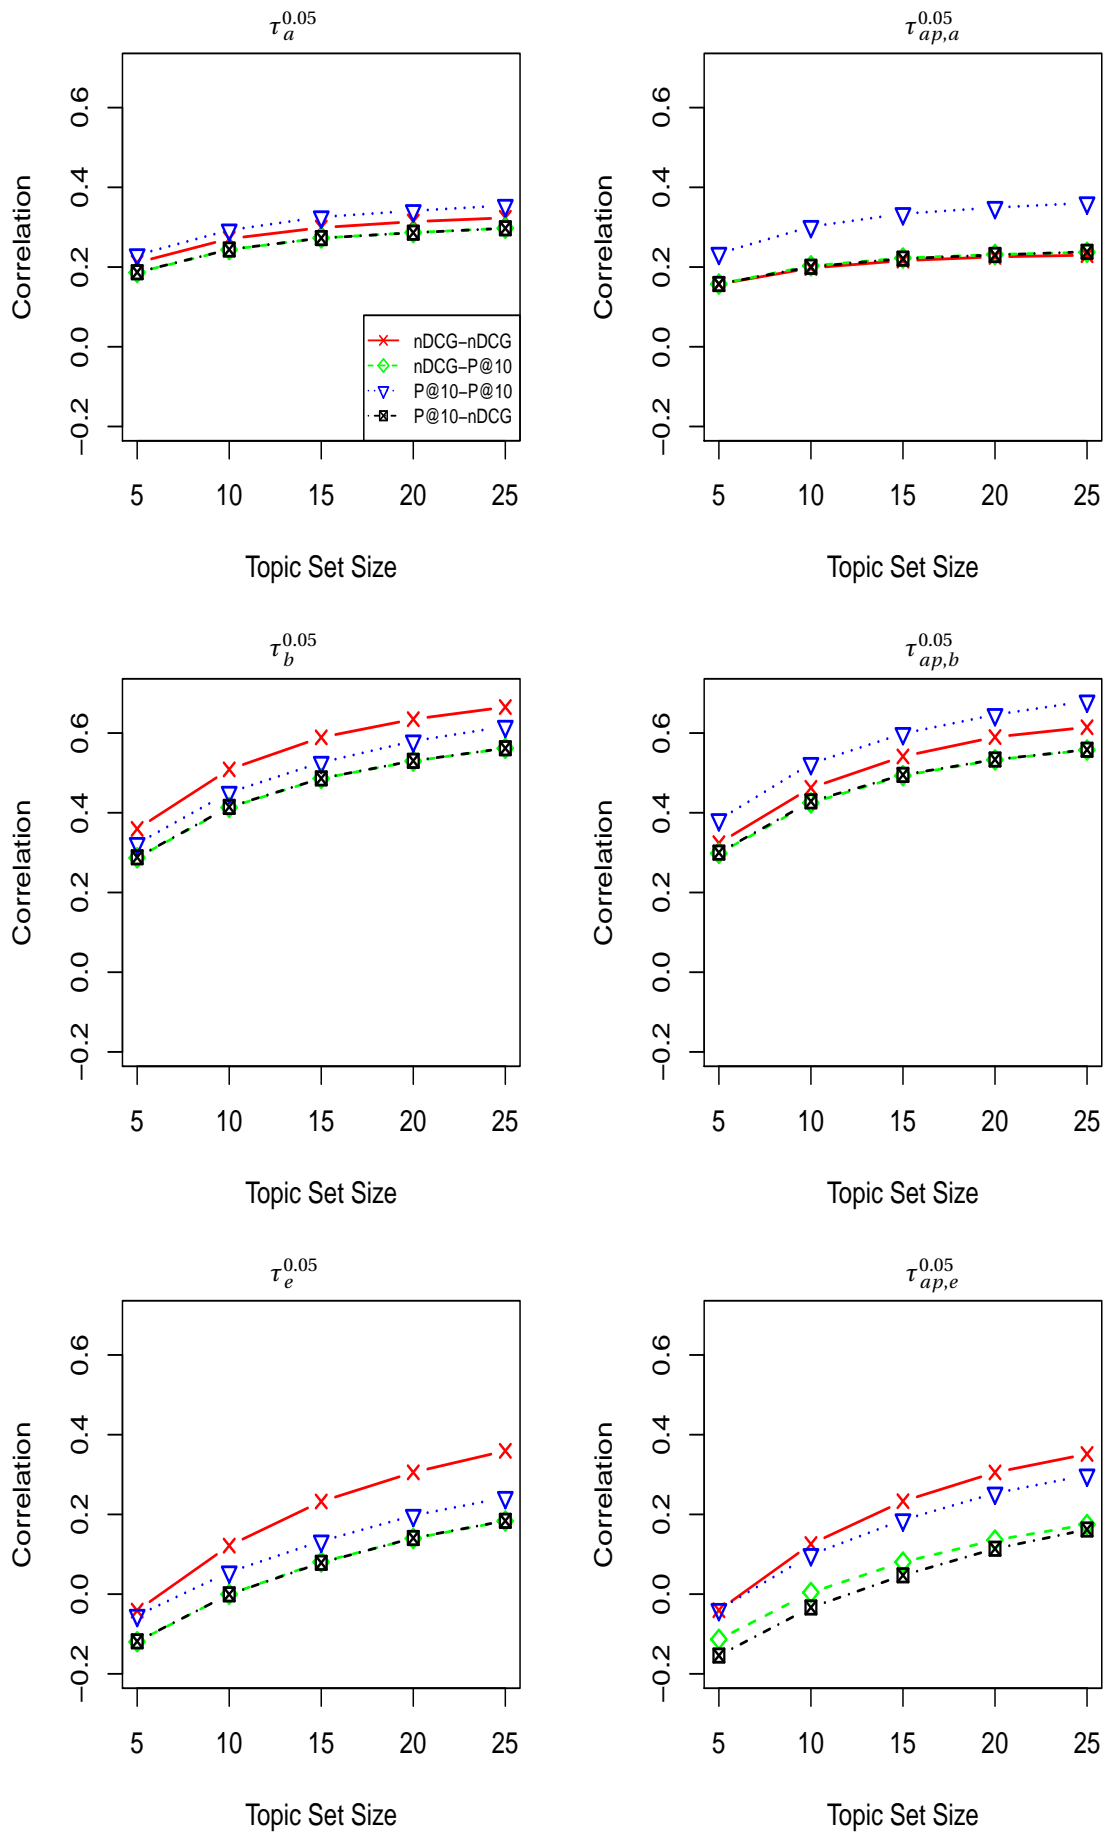 τ_a^0.05
Correlation
0.6
0.4
0.2
0.0
−0.2
nDCG−nDCG
nDCG−P@10
P@10−P@10
P@10−nDCG
5 10 15 20 25
Topic Set Size
τ_ap,a^0.05
Correlation
0.6
0.4
0.2
0.0
−0.2
5 10 15 20 25
Topic Set Size
τ_b^0.05
Correlation
0.6
0.4
0.2
0.0
−0.2
5 10 15 20 25
Topic Set Size
τ_ap,b^0.05
Correlation
0.6
0.4
0.2
0.0
−0.2
5 10 15 20 25
Topic Set Size
τ_e^0.05
Correlation
0.6
0.4
0.2
0.0
−0.2
5 10 15 20 25
Topic Set Size
τ_ap,e^0.05
Correlation
0.6
0.4
0.2
0.0
−0.2
5 10 15 20 25
Topic Set Size